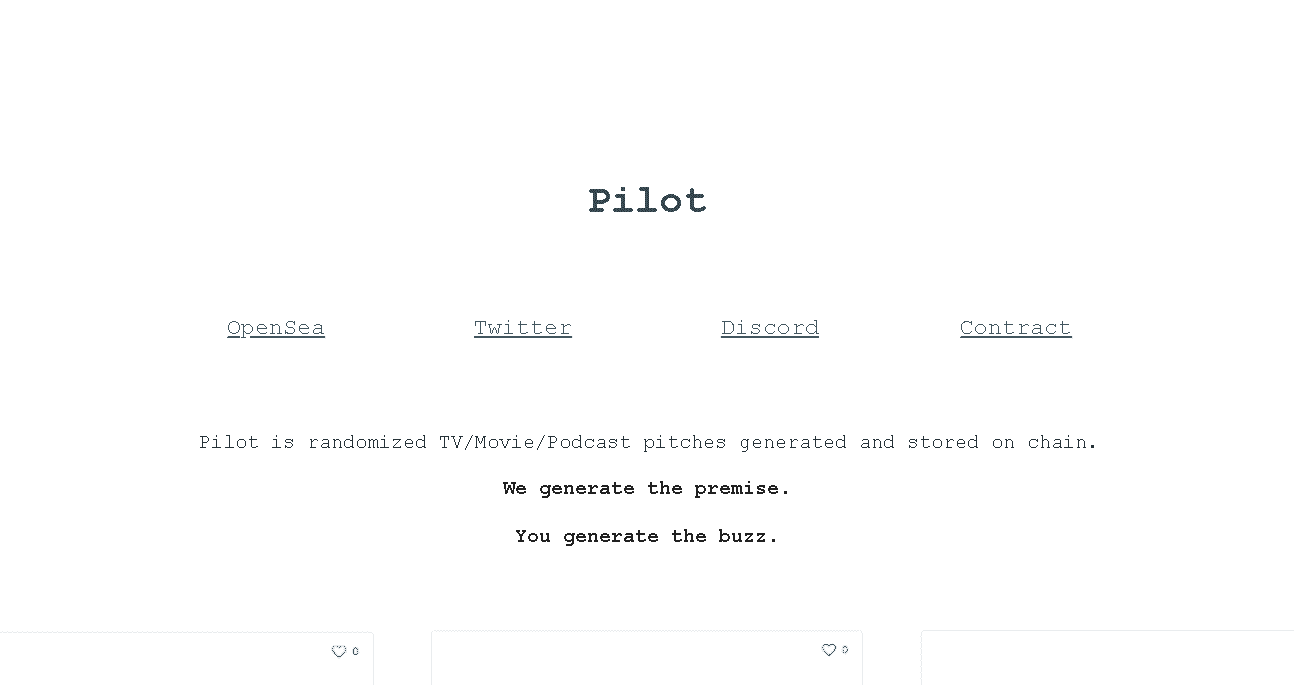 Pilot
OpenSea Twitter Discord Contract
Pilot is randomized TV/Movie/Podcast pitches generated and stored on chain.
We generate the premise.
You generate the buzz.
0 0